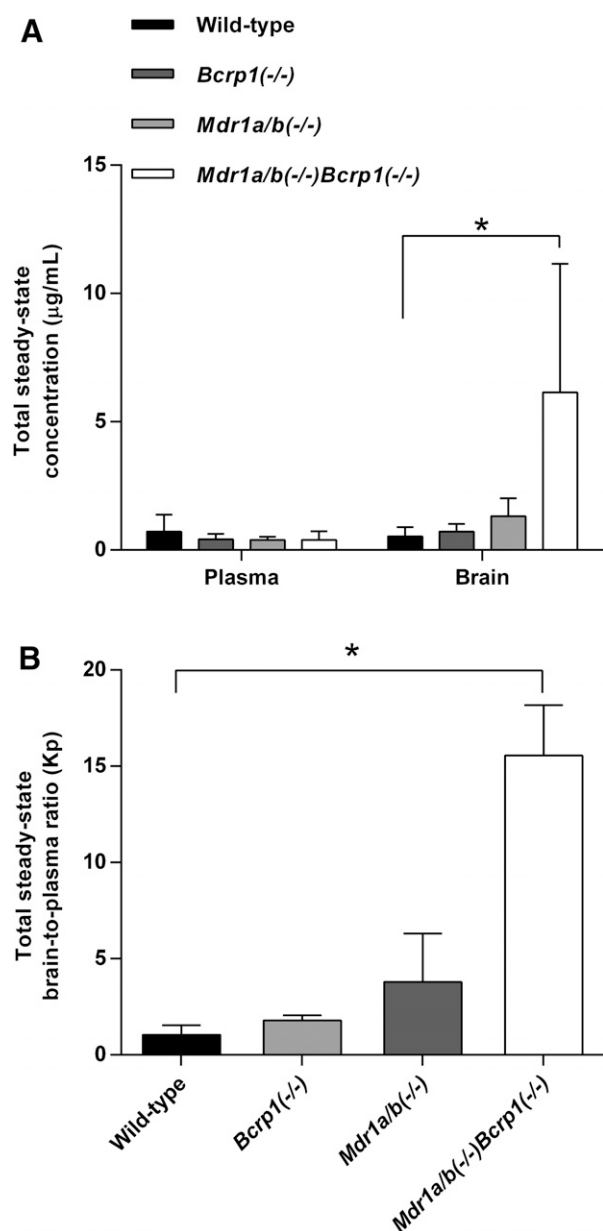 A
Wild-type
Bcrp1(-/-)
Mdr1a/b(-/-)
Mdr1a/b(-/-)Bcrp1(-/-)
Total steady-state
concentration (µg/mL)
15
10
5
0
*
Plasma
Brain
B
Total steady-state
brain-to-plasma ratio (Kp)
20
15
10
5
0
*
Wild-type
Bcrp1(-/-)
Mdr1a/b(-/-)
Mdr1a/b(-/-)Bcrp1(-/-)